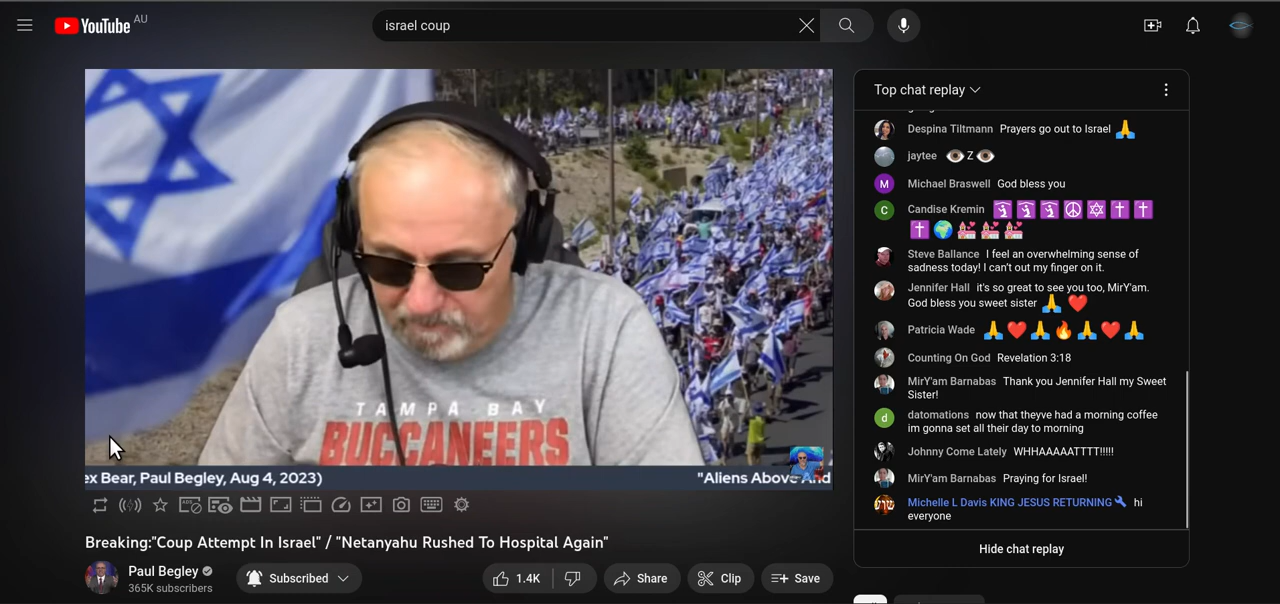 YouTube AU
israel coup
Top chat replay
Despina Tiltmann Prayers go out to Israel 🙏
jaytee 👁️ Z 👁️
M
Michael Braswell God bless you
C
Candise Kremin 🛐🛐🛐☮️✡️✝️✝️
✝️🌍💒💒💒
Steve Ballance I feel an overwhelming sense of
sadness today! I can't out my finger on it.
Jennifer Hall it's so great to see you too, MirY'am.
God bless you sweet sister 🙏 ❤️
Patricia Wade 🙏❤️🙏🔥🙏❤️🙏
Counting On God Revelation 3:18
MirY'am Barnabas Thank you Jennifer Hall my Sweet
Sister!
d
datomations now that theyve had a morning coffee
im gonna set all their day to morning
Johnny Come Lately WHHAAAAATTTT!!!!!
MirY'am Barnabas Praying for Israel!
Michelle L Davis KING JESUS RETURNING hi
everyone
Hide chat replay
TAMPA BAY
BUCCANEERS
ex Bear, Paul Begley, Aug 4, 2023)
"Aliens Above And
ADS
Breaking:"Coup Attempt In Israel" / "Netanyahu Rushed To Hospital Again"
Paul Begley
365K subscribers
Subscribed
1.4K
Share
Clip
Save